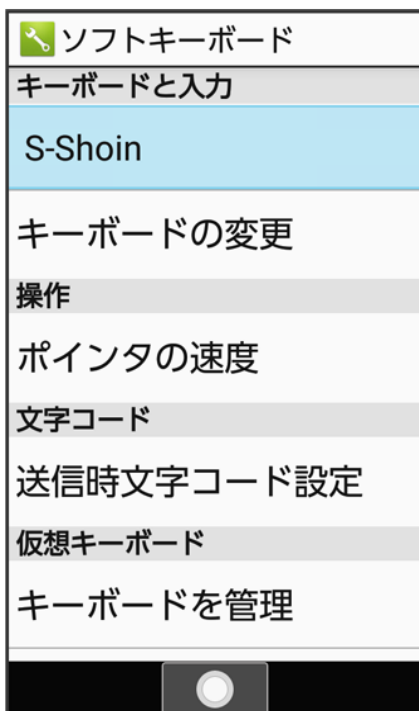 ソフトキーボード
キーボードと入力
S-Shoin
キーボードの変更
操作
ポインタの速度
文字コード
送信時文字コード設定
仮想キーボード
キーボードを管理